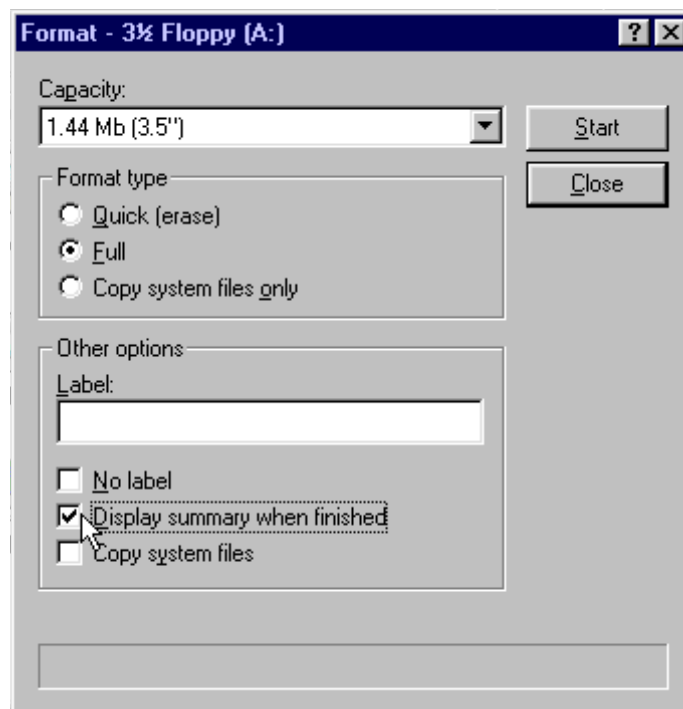 Format - 3½ Floppy (A:)
Capacity:
1.44 Mb (3.5")
Start
Format type
Close
Quick (erase)
Full
Copy system files only
Other options
Label:
No label
Display summary when finished
Copy system files